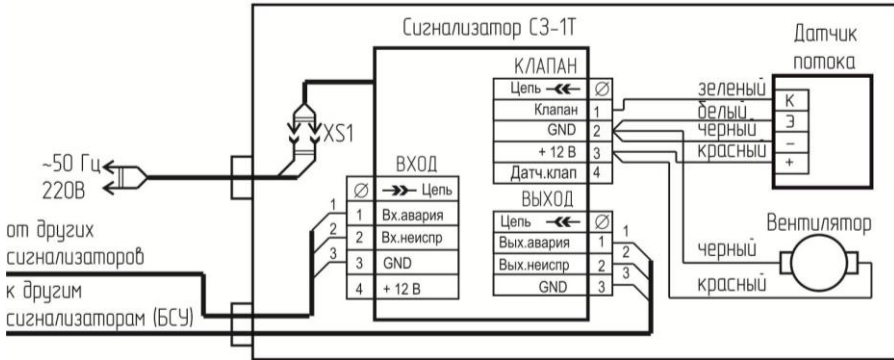 Сигнализатор СЗ-1Т
Датчик
потока
КЛАПАН
Цепь Ø
Клапан 1
GND 2
+ 12 В 3
Датч.клап 4
зеленый
белый
черный
красный
К
З
–
+
XS1
~50 Гц
220В
ВХОД
Ø Цепь
1 1 Вх.авария
2 2 Вх.неиспр
3 3 GND
4 + 12 В
ВЫХОД
Цепь Ø
Вых.авария 1 1
Вых.неиспр 2 2
GND 3 3
Вентилятор
черный
красный
от других
сигнализаторов
к другим
сигнализаторам (БСУ)